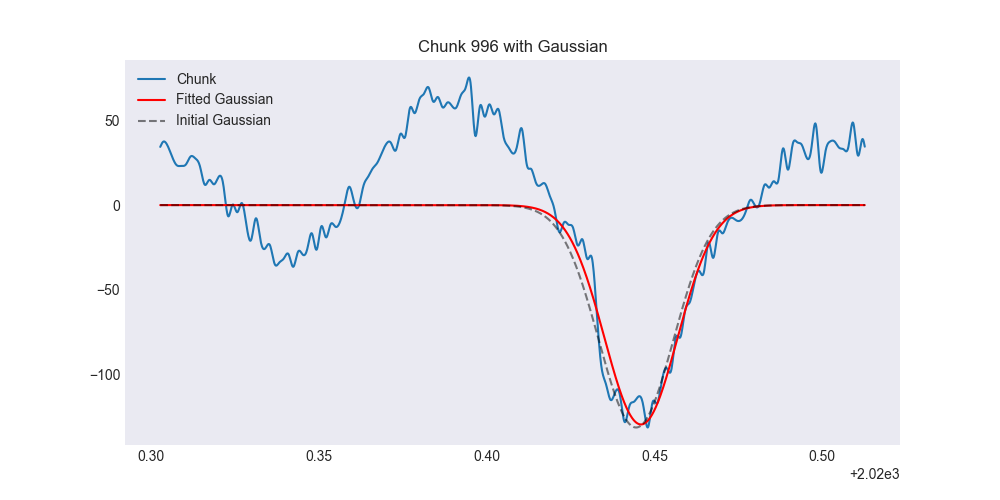 Chunk 996 with Gaussian
Chunk
Fitted Gaussian
Initial Gaussian
50
0
−50
−100
0.30 0.35 0.40 0.45 0.50
+2.02e3